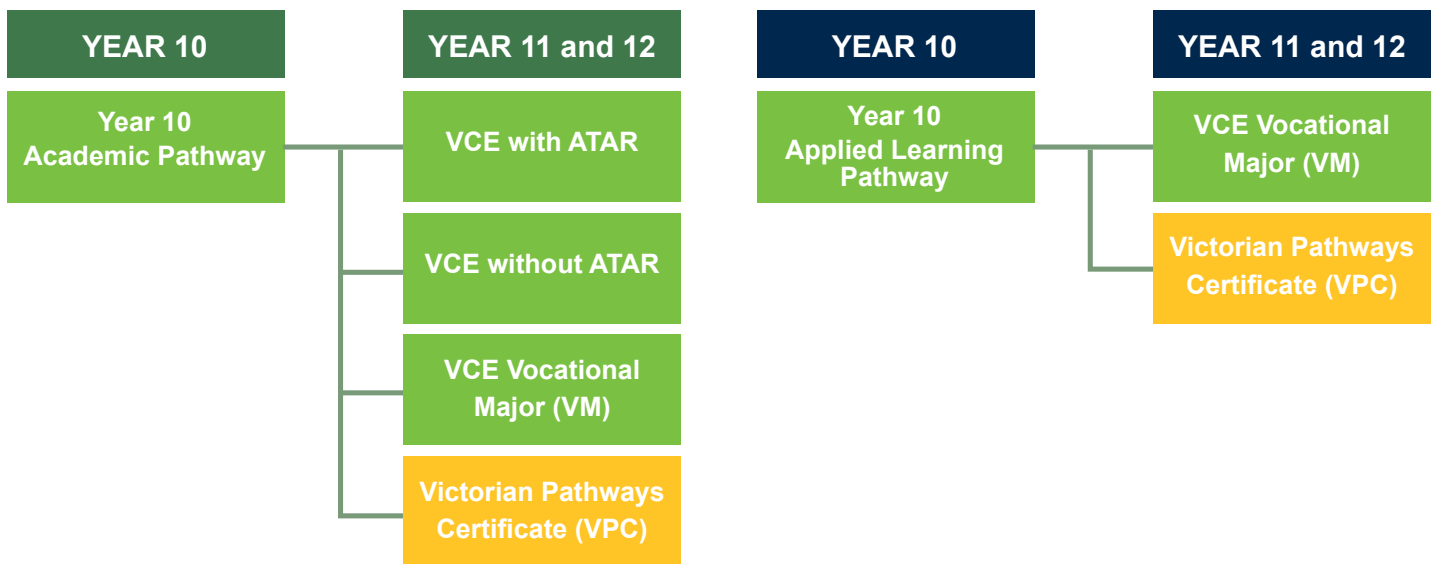 YEAR 10
YEAR 11 and 12
Year 10
Academic Pathway
VCE with ATAR
VCE without ATAR
VCE Vocational
Major (VM)
Victorian Pathways
Certificate (VPC)
YEAR 10
YEAR 11 and 12
Year 10
Applied Learning
Pathway
VCE Vocational
Major (VM)
Victorian Pathways
Certificate (VPC)